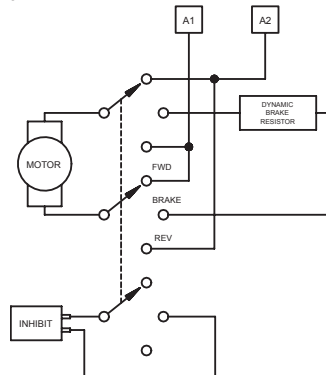 A1
A2
DYNAMIC
BRAKE
RESISTOR
MOTOR
FWD
BRAKE
REV
INHIBIT